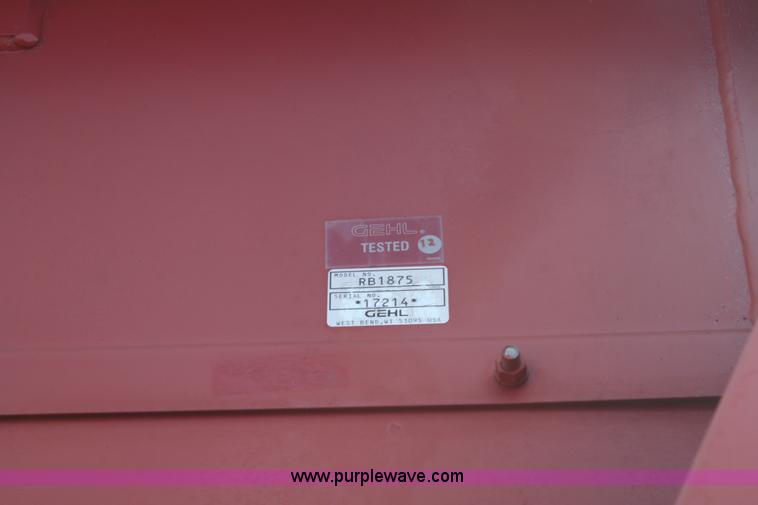 GEHL®
TESTED 12
MODEL NO.
RB1875
SERIAL NO.
*17214*
GEHL
WEST BEND, WI 53095 USA
www.purplewave.com